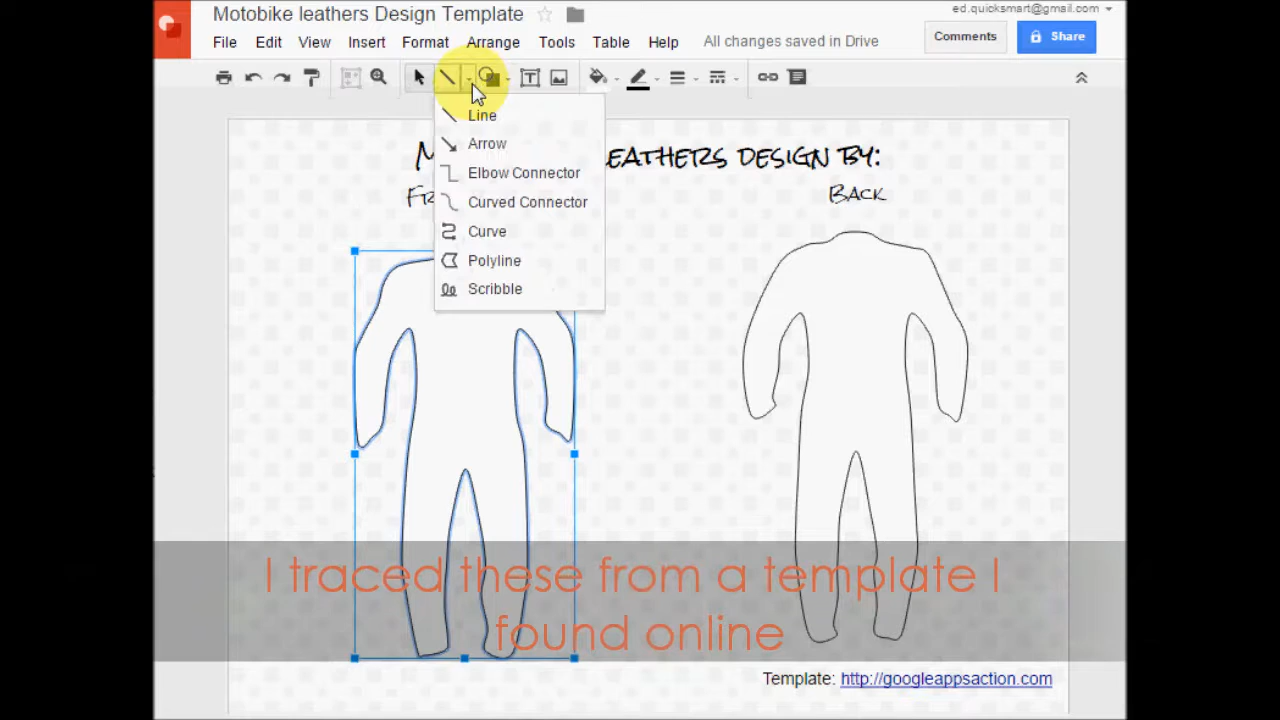 Motobike leathers Design Template
ed.quicksmart@gmail.com
File Edit View Insert Format Arrange Tools Table Help All changes saved in Drive
Comments
Share
Line
Arrow
Elbow Connector
Curved Connector
Curve
Polyline
Scribble
EATHERS DESIGN BY:
BACK
I traced these from a template I
found online
Template: http://googleappsaction.com